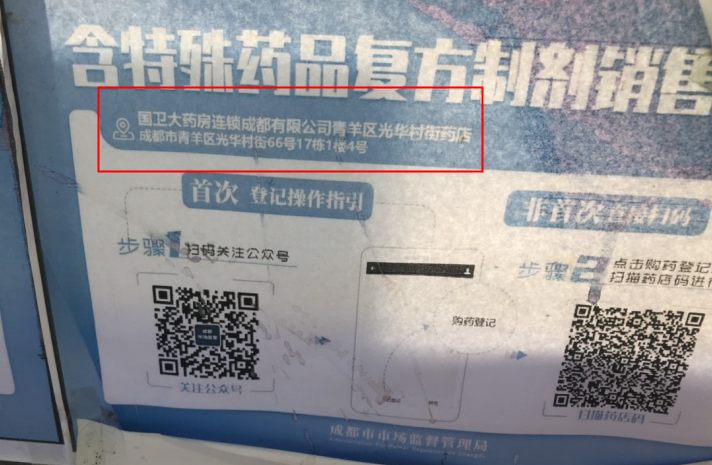 含特殊药品复方制剂销售
国卫大药房连锁成都有限公司青羊区光华村街药店
成都市青羊区光华村街66号17栋1楼4号
首次 登记操作指引
非首次直接扫码
步骤1 扫码关注公众号
步骤2 点击购药登记
扫描药店码进行
购药登记
关注公众号
扫描药店码
成都市市场监督管理局